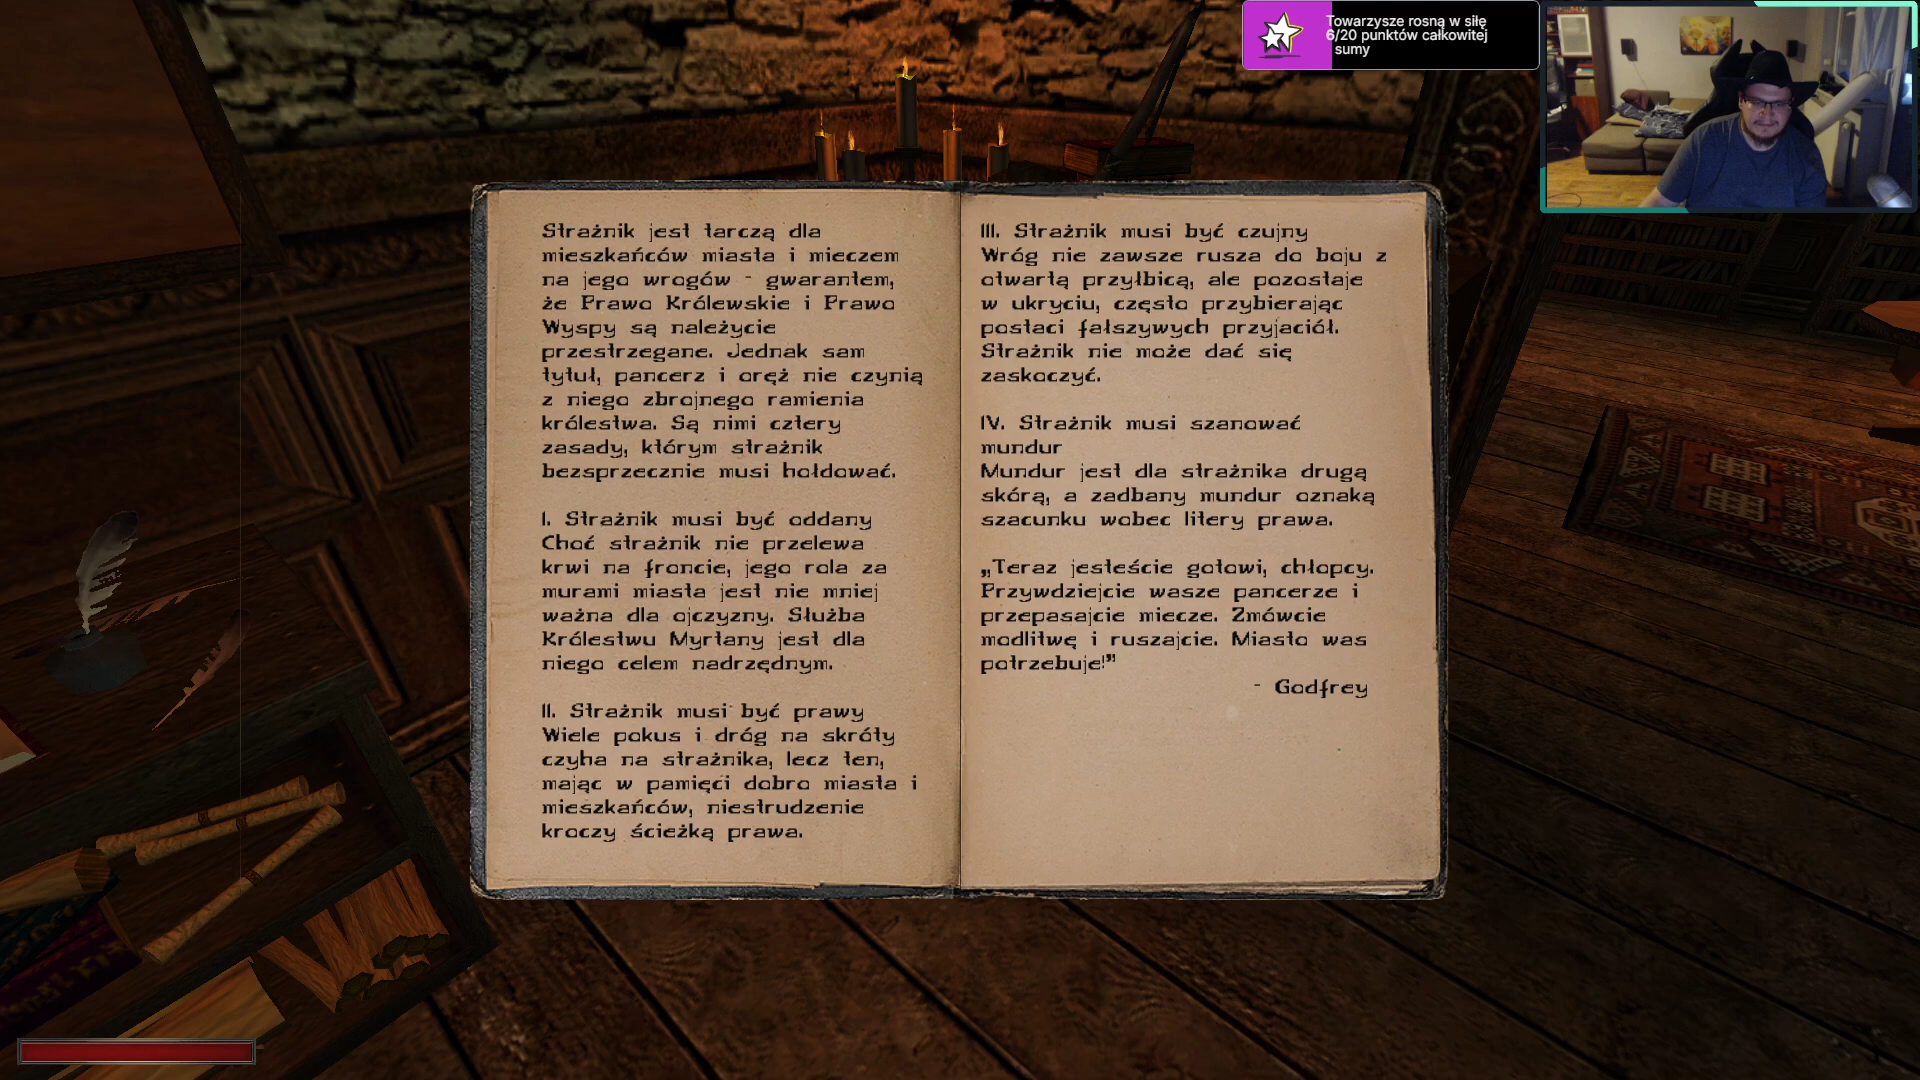 Towarzysze rosną w siłę
6/20 punktów całkowitej
sumy
Strażnik jest tarczą dla
mieszkańców miasta i mieczem
na jego wrogów - gwarantem,
że Prawo Królewskie i Prawo
Wyspy są należycie
przestrzegane. Jednak sam
tytuł, pancerz i oręż nie czynią
z niego zbrojnego ramienia
królestwa. Są nimi cztery
zasady, którym strażnik
bezsprzecznie musi hołdować.
I. Strażnik musi być oddany
Choć strażnik nie przelewa
krwi na froncie, jego rola za
murami miasta jest nie mniej
ważna dla ojczyzny. Służba
Królestwu Myrtany jest dla
niego celem nadrzędnym.
II. Strażnik musi być prawy
Wiele pokus i dróg na skróty
czyha na strażnika, lecz ten,
mając w pamięci dobro miasta i
mieszkańców, niestrudzenie
kroczy ścieżką prawa.
III. Strażnik musi być czujny
Wróg nie zawsze rusza do boju z
otwartą przyłbicą, ale pozostaje
w ukryciu, często przybierając
postaci fałszywych przyjaciół.
Strażnik nie może dać się
zaskoczyć.
IV. Strażnik musi szanować
mundur
Mundur jest dla strażnika drugą
skórą, a zadbany mundur oznaką
szacunku wobec litery prawa.
„Teraz jesteście gotowi, chłopcy.
Przywdziejcie wasze pancerze i
przepasajcie miecze. Zmówcie
modlitwę i ruszajcie. Miasto was
potrzebuje!”
- Godfrey